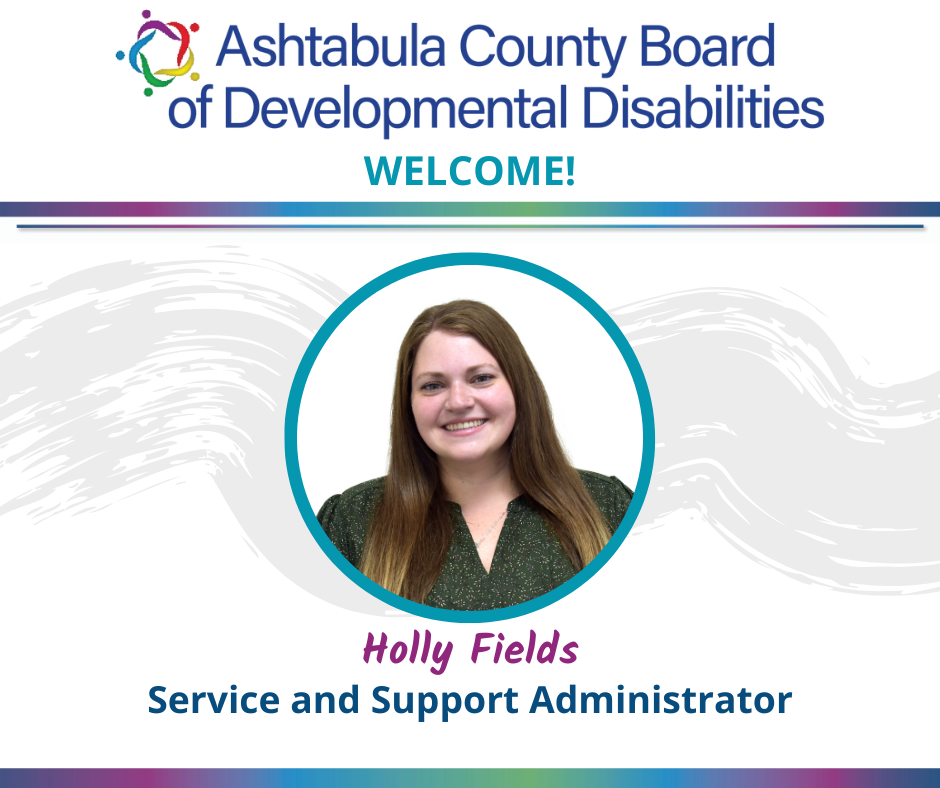 Ashtabula County Board
of Developmental Disabilities
WELCOME!
Holly Fields
Service and Support Administrator